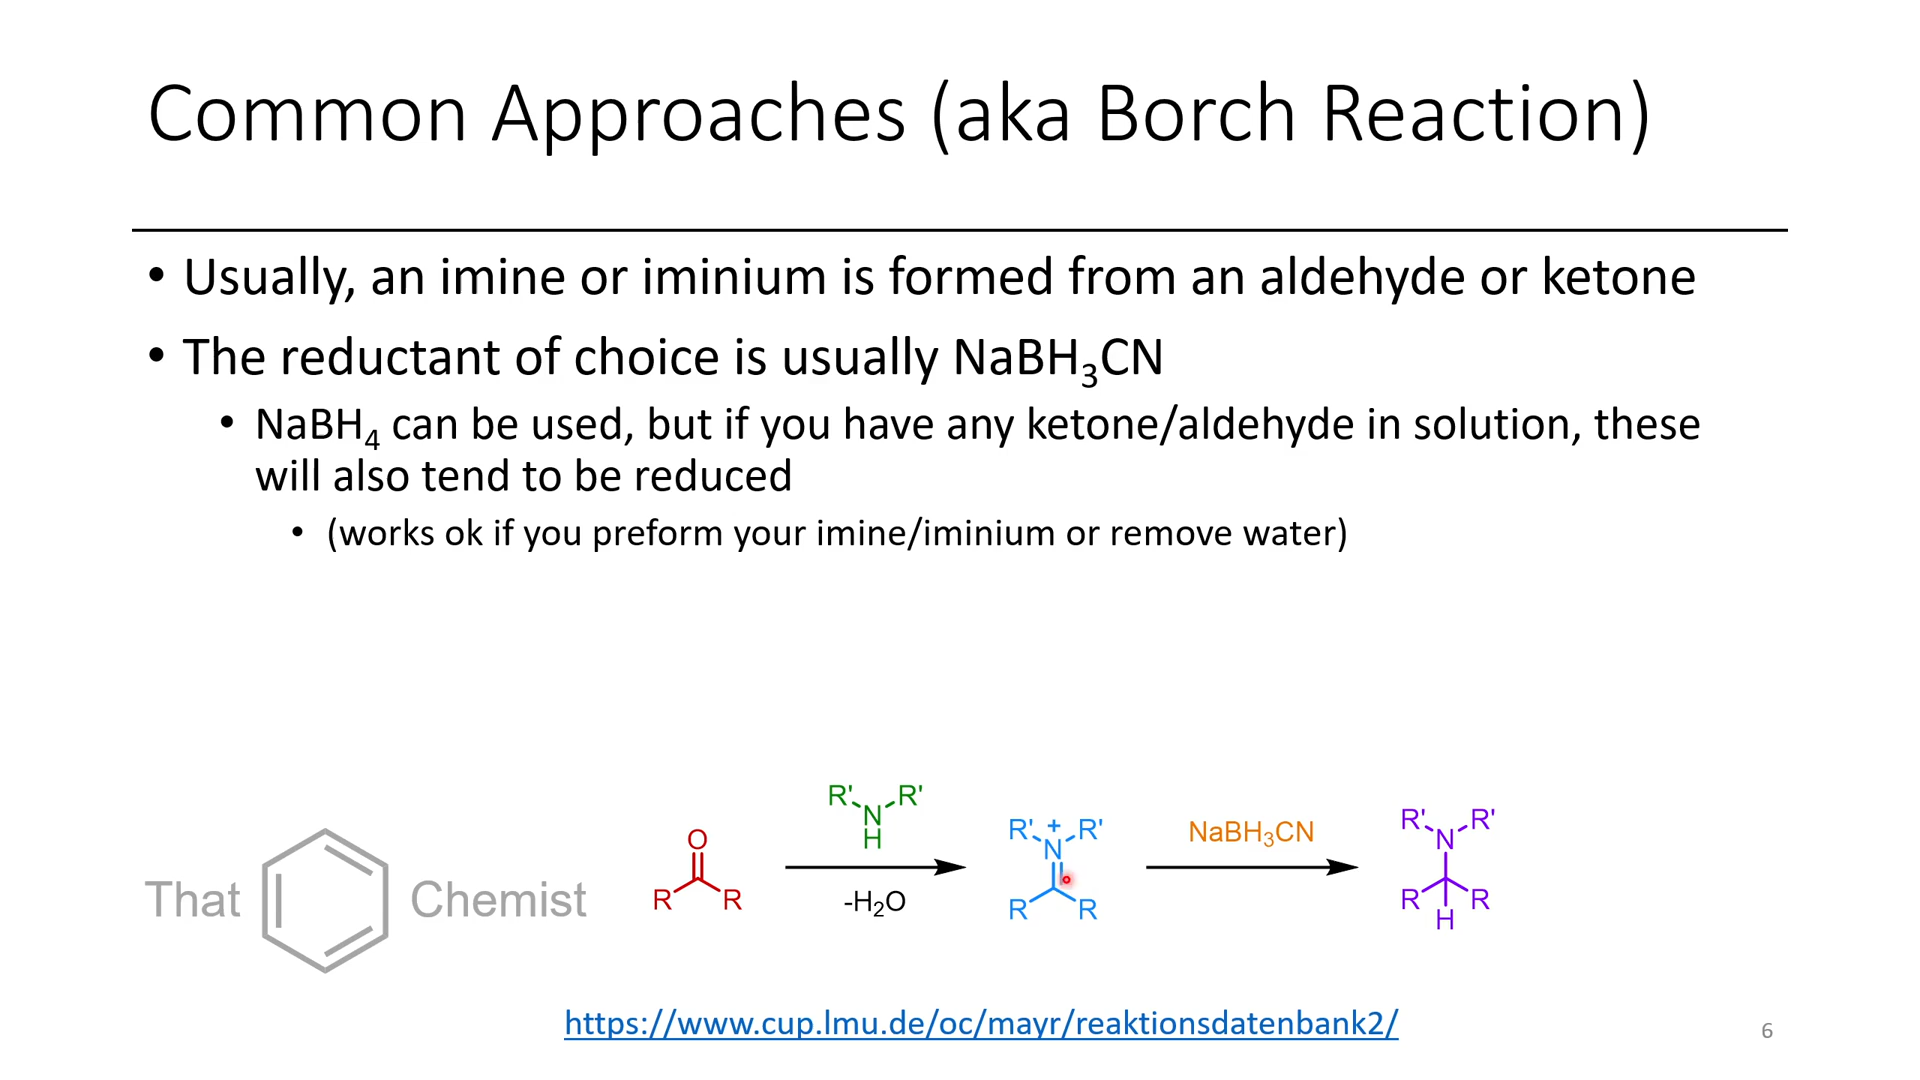 Common Approaches (aka Borch Reaction)
• Usually, an imine or iminium is formed from an aldehyde or ketone
• The reductant of choice is usually NaBH₃CN
• NaBH₄ can be used, but if you have any ketone/aldehyde in solution, these
will also tend to be reduced
• (works ok if you preform your imine/iminium or remove water)
That Chemist
O
R R
R' N R'
H
-H₂O
R' + R'
N
R R
NaBH₃CN
R' N R'
R R
H
https://www.cup.lmu.de/oc/mayr/reaktionsdatenbank2/
6